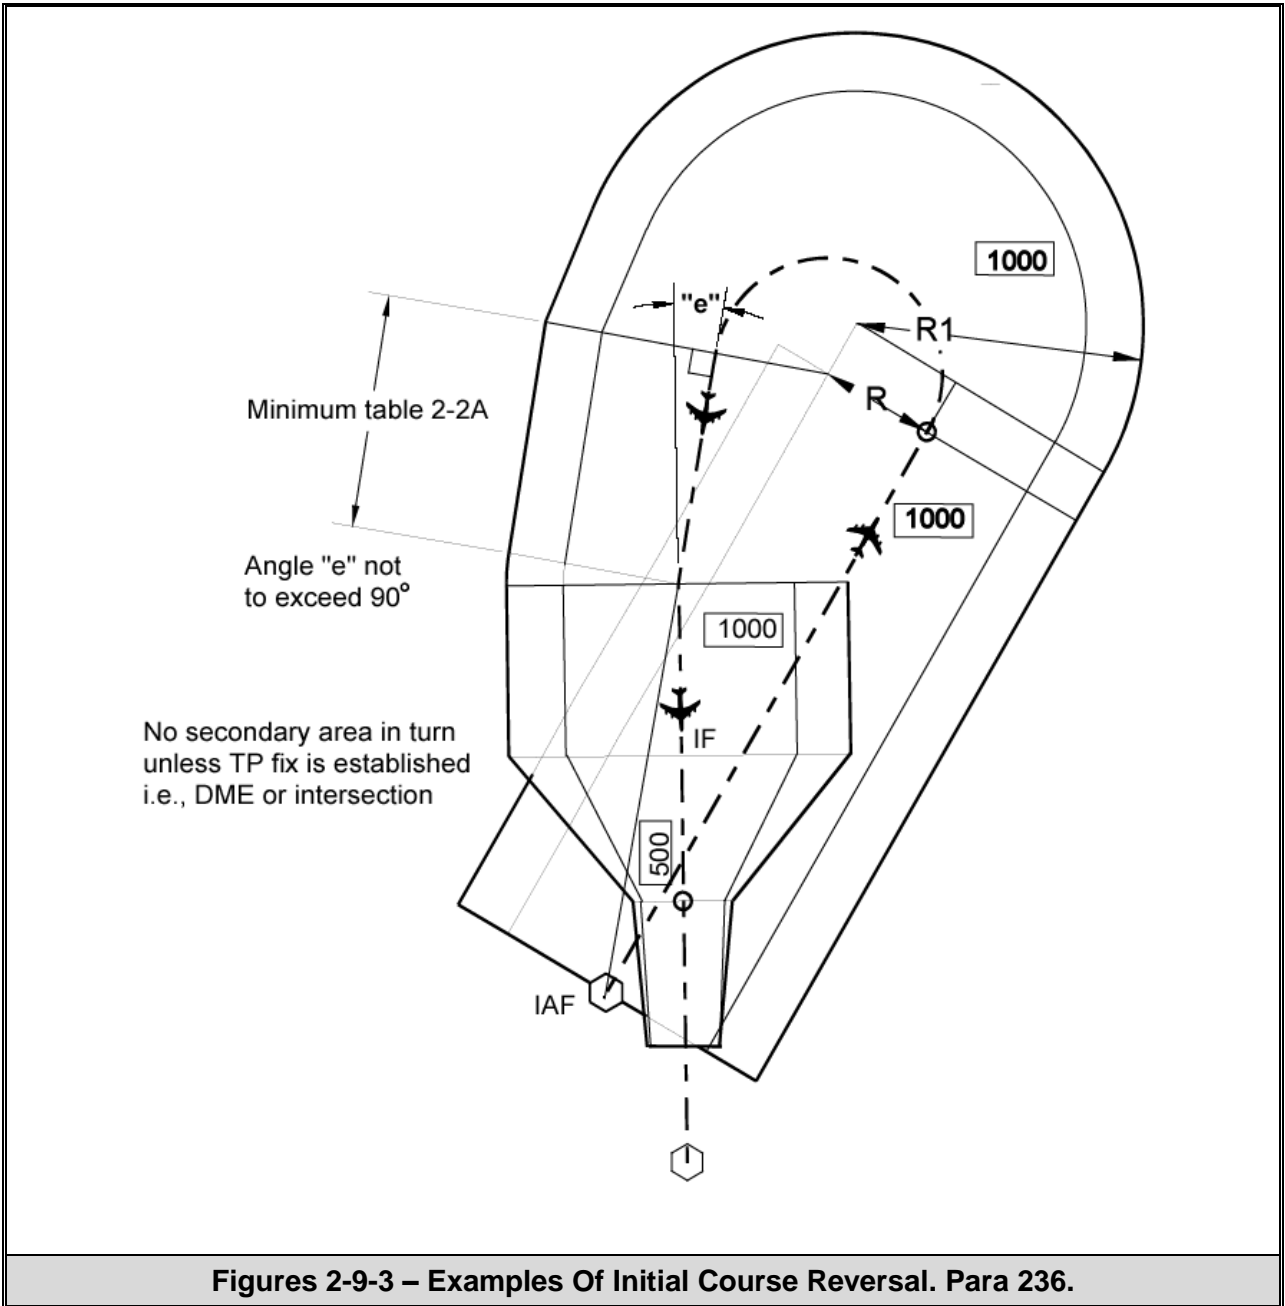 1000
"e"
R1
Minimum table 2-2A
R
1000
Angle "e" not
to exceed 90°
1000
No secondary area in turn
unless TP fix is established
i.e., DME or intersection
IF
500
IAF
Figures 2-9-3 – Examples Of Initial Course Reversal. Para 236.